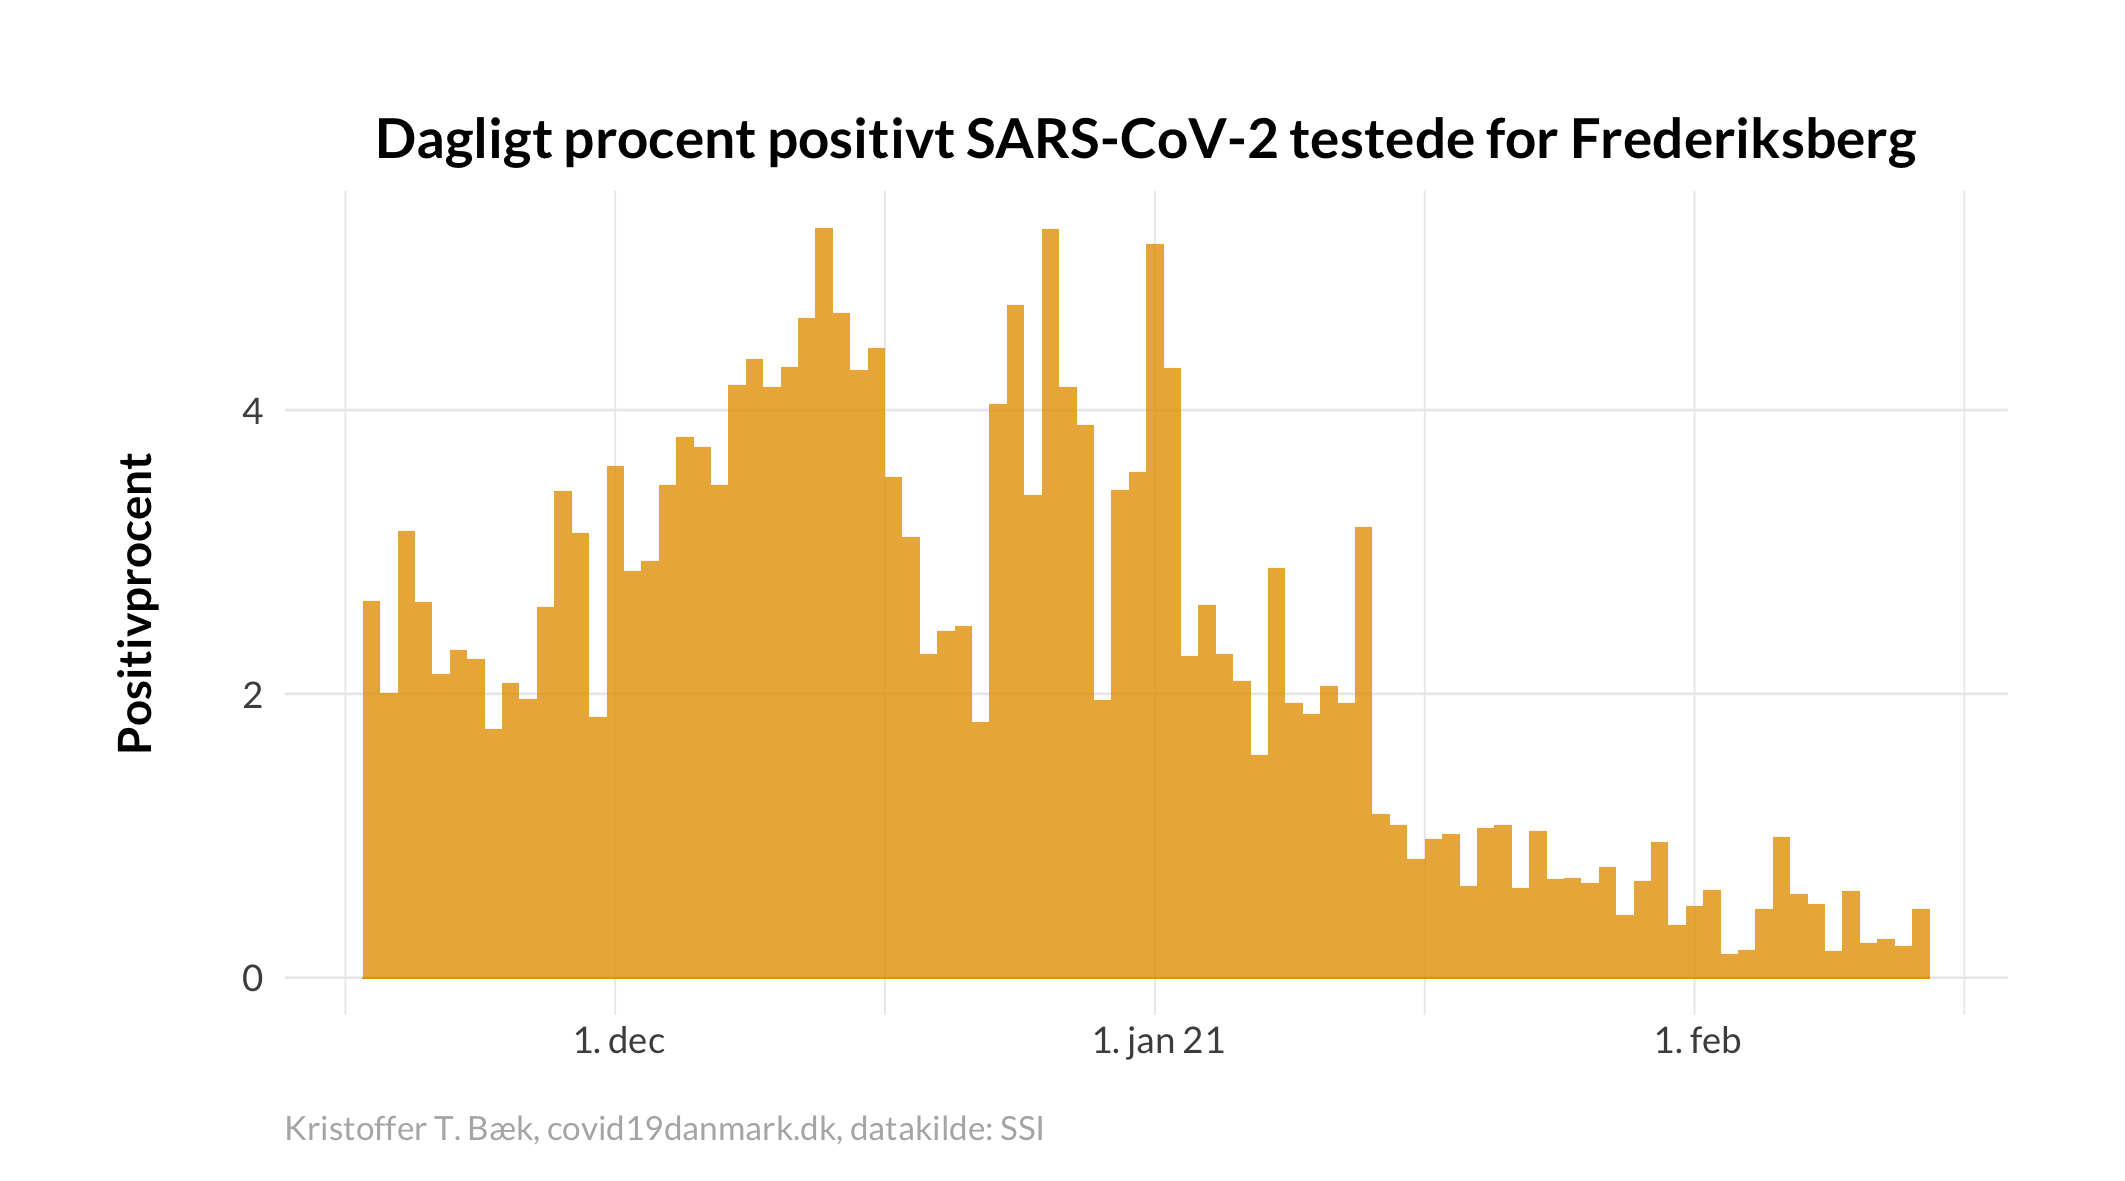 Dagligt procent positivt SARS-CoV-2 testede for Frederiksberg
Positivprocent
4
2
0
1. dec
1. jan 21
1. feb
Kristoffer T. Bæk, covid19danmark.dk, datakilde: SSI